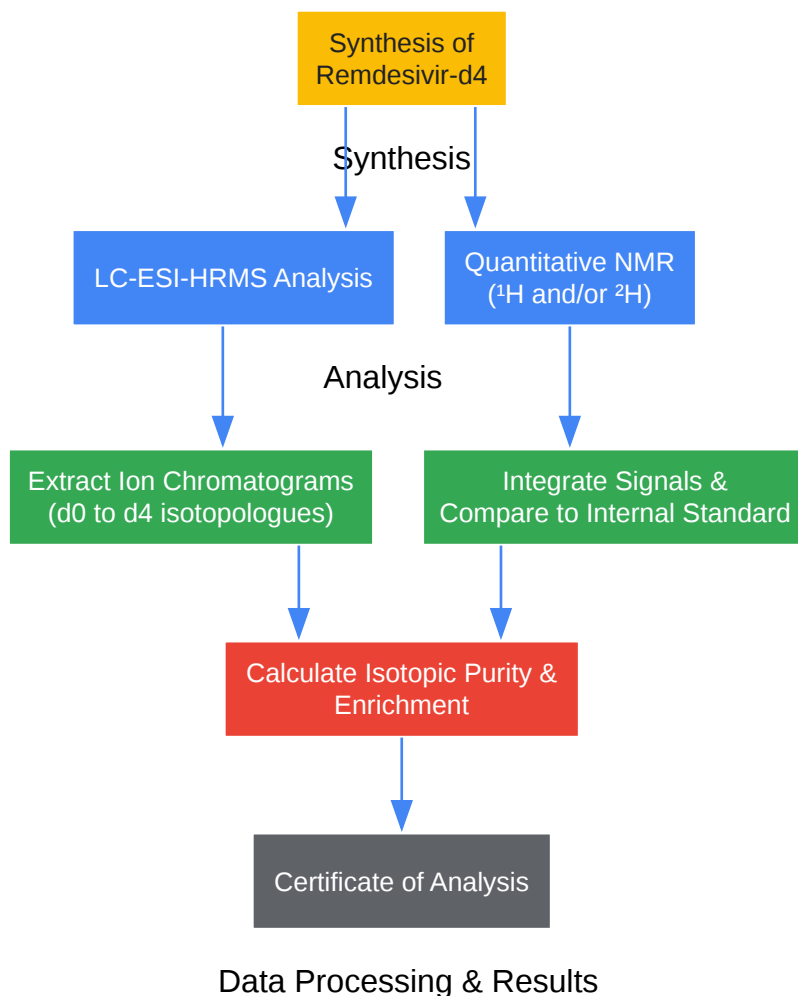 Synthesis of
Remdesivir-d4
Synthesis
LC-ESI-HRMS Analysis
Quantitative NMR
(¹H and/or ²H)
Analysis
Extract Ion Chromatograms
(d0 to d4 isotopologues)
Integrate Signals &
Compare to Internal Standard
Calculate Isotopic Purity &
Enrichment
Certificate of Analysis
Data Processing & Results